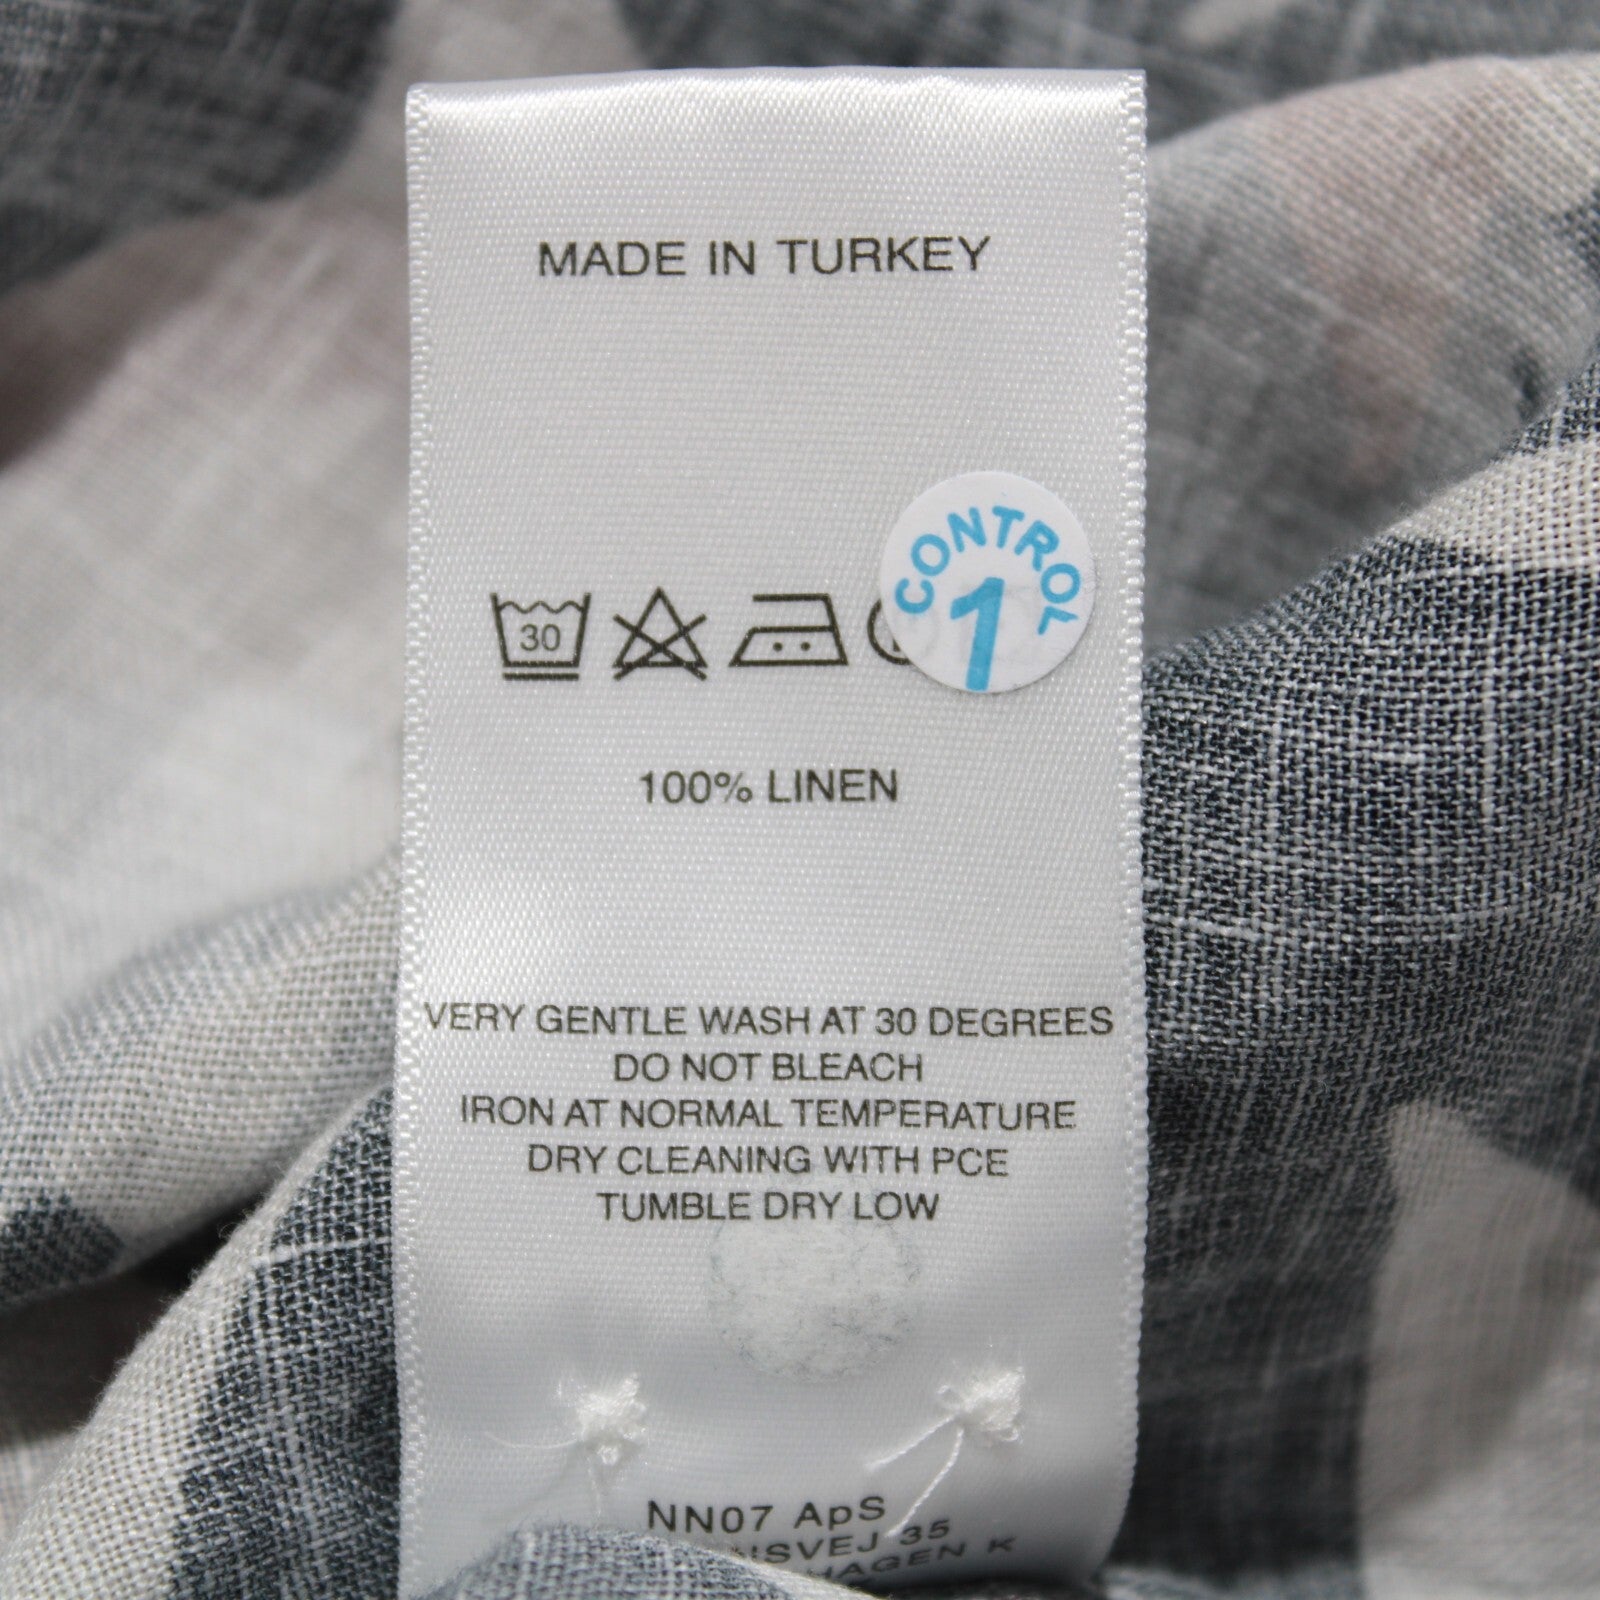 MADE IN TURKEY
CONTROL
1
30
100% LINEN
VERY GENTLE WASH AT 30 DEGREES
DO NOT BLEACH
IRON AT NORMAL TEMPERATURE
DRY CLEANING WITH PCE
TUMBLE DRY LOW
NN07 ApS
35
K